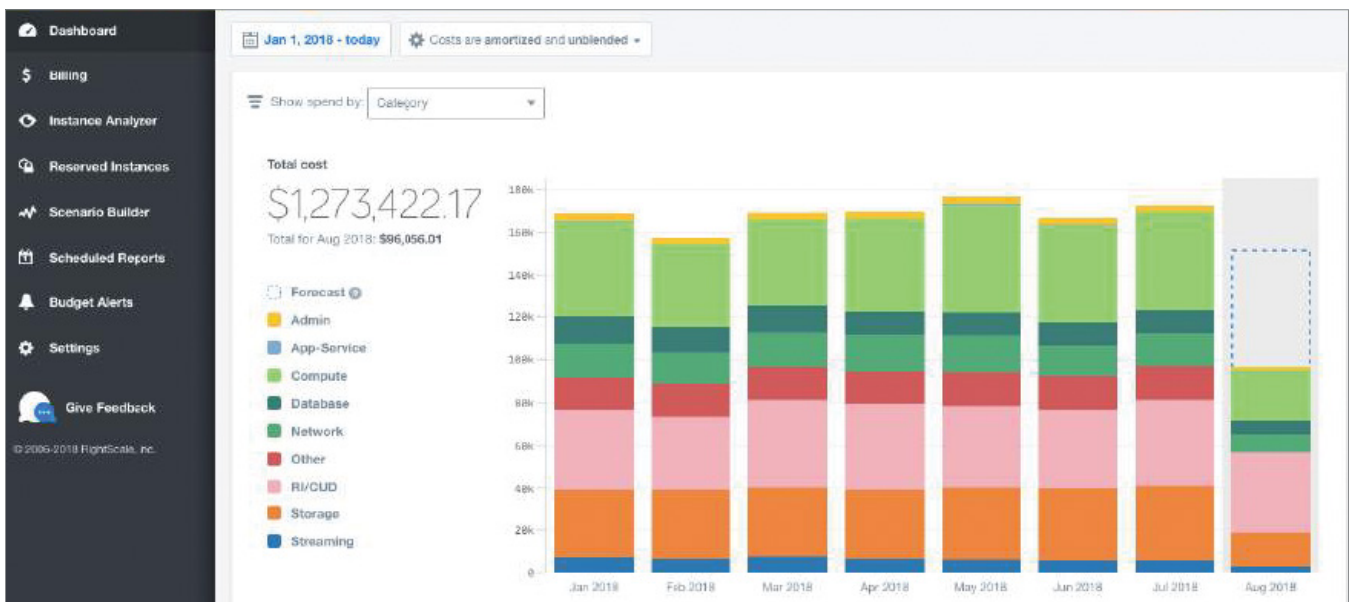 Dashboard
Billing
Instance Analyzer
Reserved Instances
Scenario Builder
Scheduled Reports
Budget Alerts
Settings
Give Feedback
© 2006-2018 RightScale, Inc.
Jan 1, 2018 - today
Costs are amortized and unblended
Show spend by: Category
Total cost
$1,273,422.17
Total for Aug 2018: $96,056.01
Forecast
Admin
App-Service
Compute
Database
Network
Other
RI/CUD
Storage
Streaming
180k
160k
140k
120k
100k
80k
60k
40k
20k
0
Jan 2018
Feb 2018
Mar 2018
Apr 2018
May 2018
Jun 2018
Jul 2018
Aug 2018